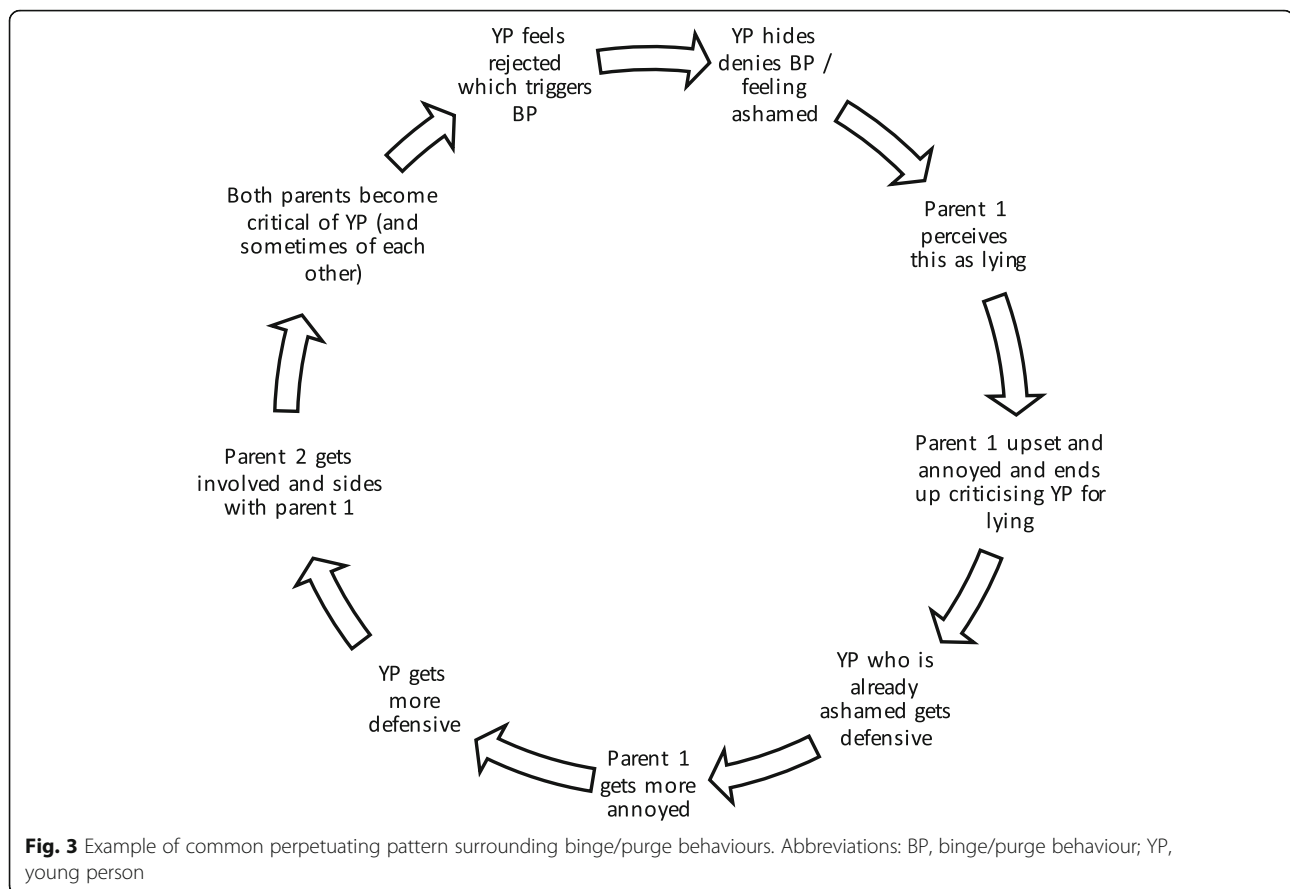 YP feels
rejected
which triggers
BP
YP hides
denies BP /
feeling
ashamed
Parent 1
perceives
this as lying
Parent 1 upset and
annoyed and ends
up criticising YP for
lying
YP who is
already
ashamed gets
defensive
Parent 1
gets more
annoyed
YP gets
more
defensive
Parent 2 gets
involved and sides
with parent 1
Both parents become
critical of YP (and
sometimes of each
other)
Fig. 3 Example of common perpetuating pattern surrounding binge/purge behaviours. Abbreviations: BP, binge/purge behaviour; YP,
young person